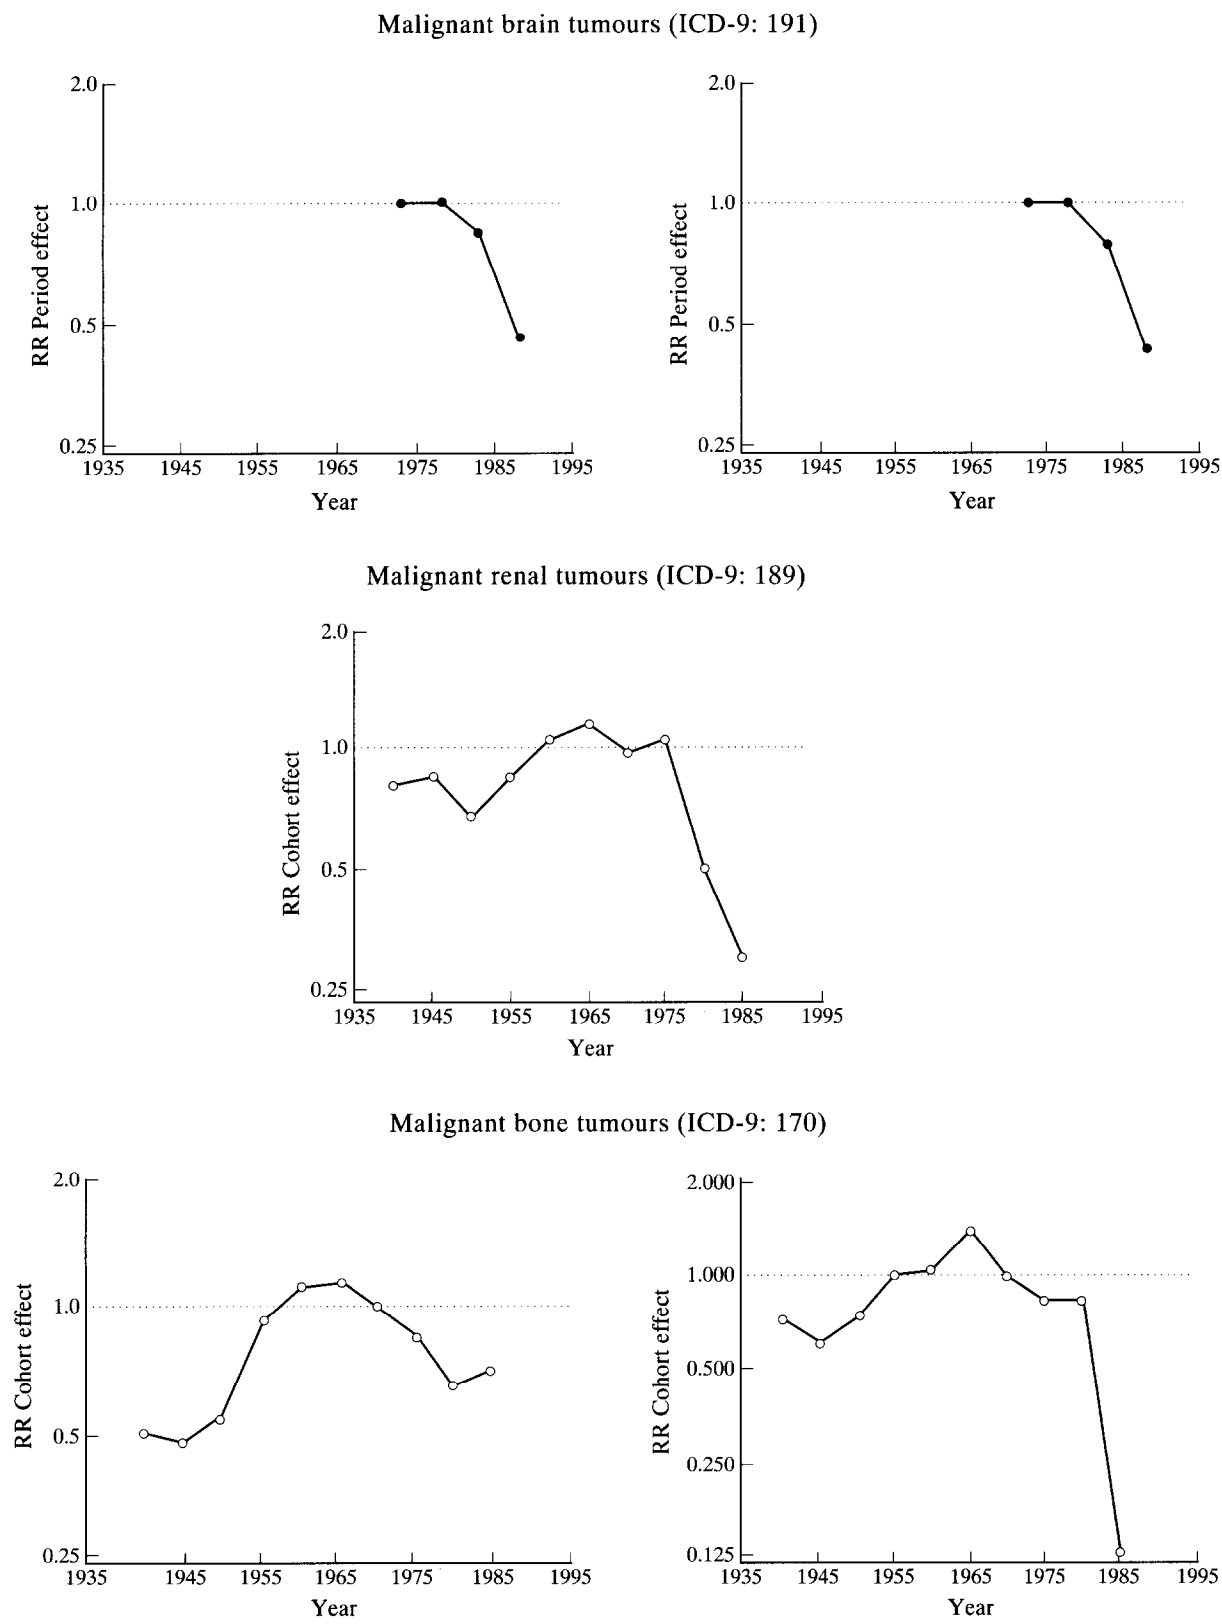 Malignant brain tumours (ICD-9: 191)
2.0
1.0
0.5
0.25
RR Period effect
1935 1945 1955 1965 1975 1985 1995
Year
2.0
1.0
0.5
0.25
RR Period effect
1935 1945 1955 1965 1975 1985 1995
Year
Malignant renal tumours (ICD-9: 189)
2.0
1.0
0.5
0.25
RR Cohort effect
1935 1945 1955 1965 1975 1985 1995
Year
Malignant bone tumours (ICD-9: 170)
2.0
1.0
0.5
0.25
RR Cohort effect
1935 1945 1955 1965 1975 1985 1995
Year
2.000
1.000
0.500
0.250
0.125
RR Cohort effect
1935 1945 1955 1965 1975 1985 1995
Year